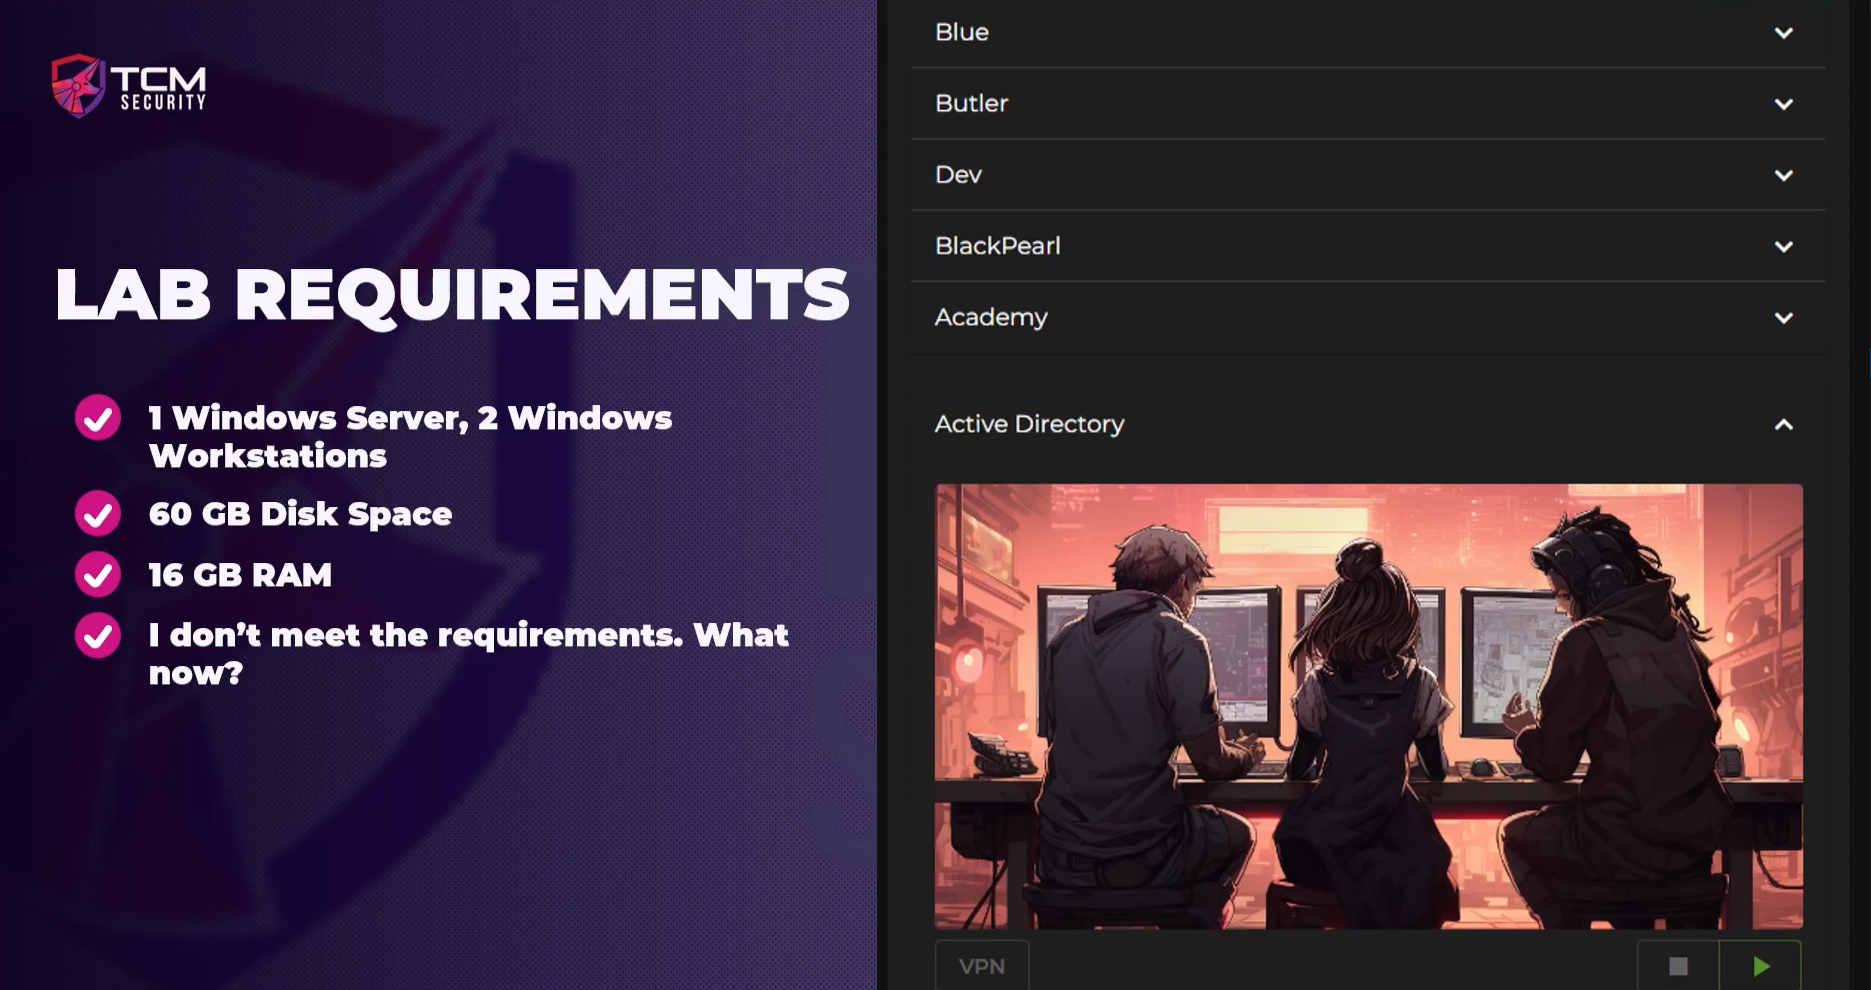 TCM
SECURITY
LAB REQUIREMENTS
1 Windows Server, 2 Windows
Workstations
60 GB Disk Space
16 GB RAM
I don’t meet the requirements. What
now?
Blue
Butler
Dev
BlackPearl
Academy
Active Directory
VPN